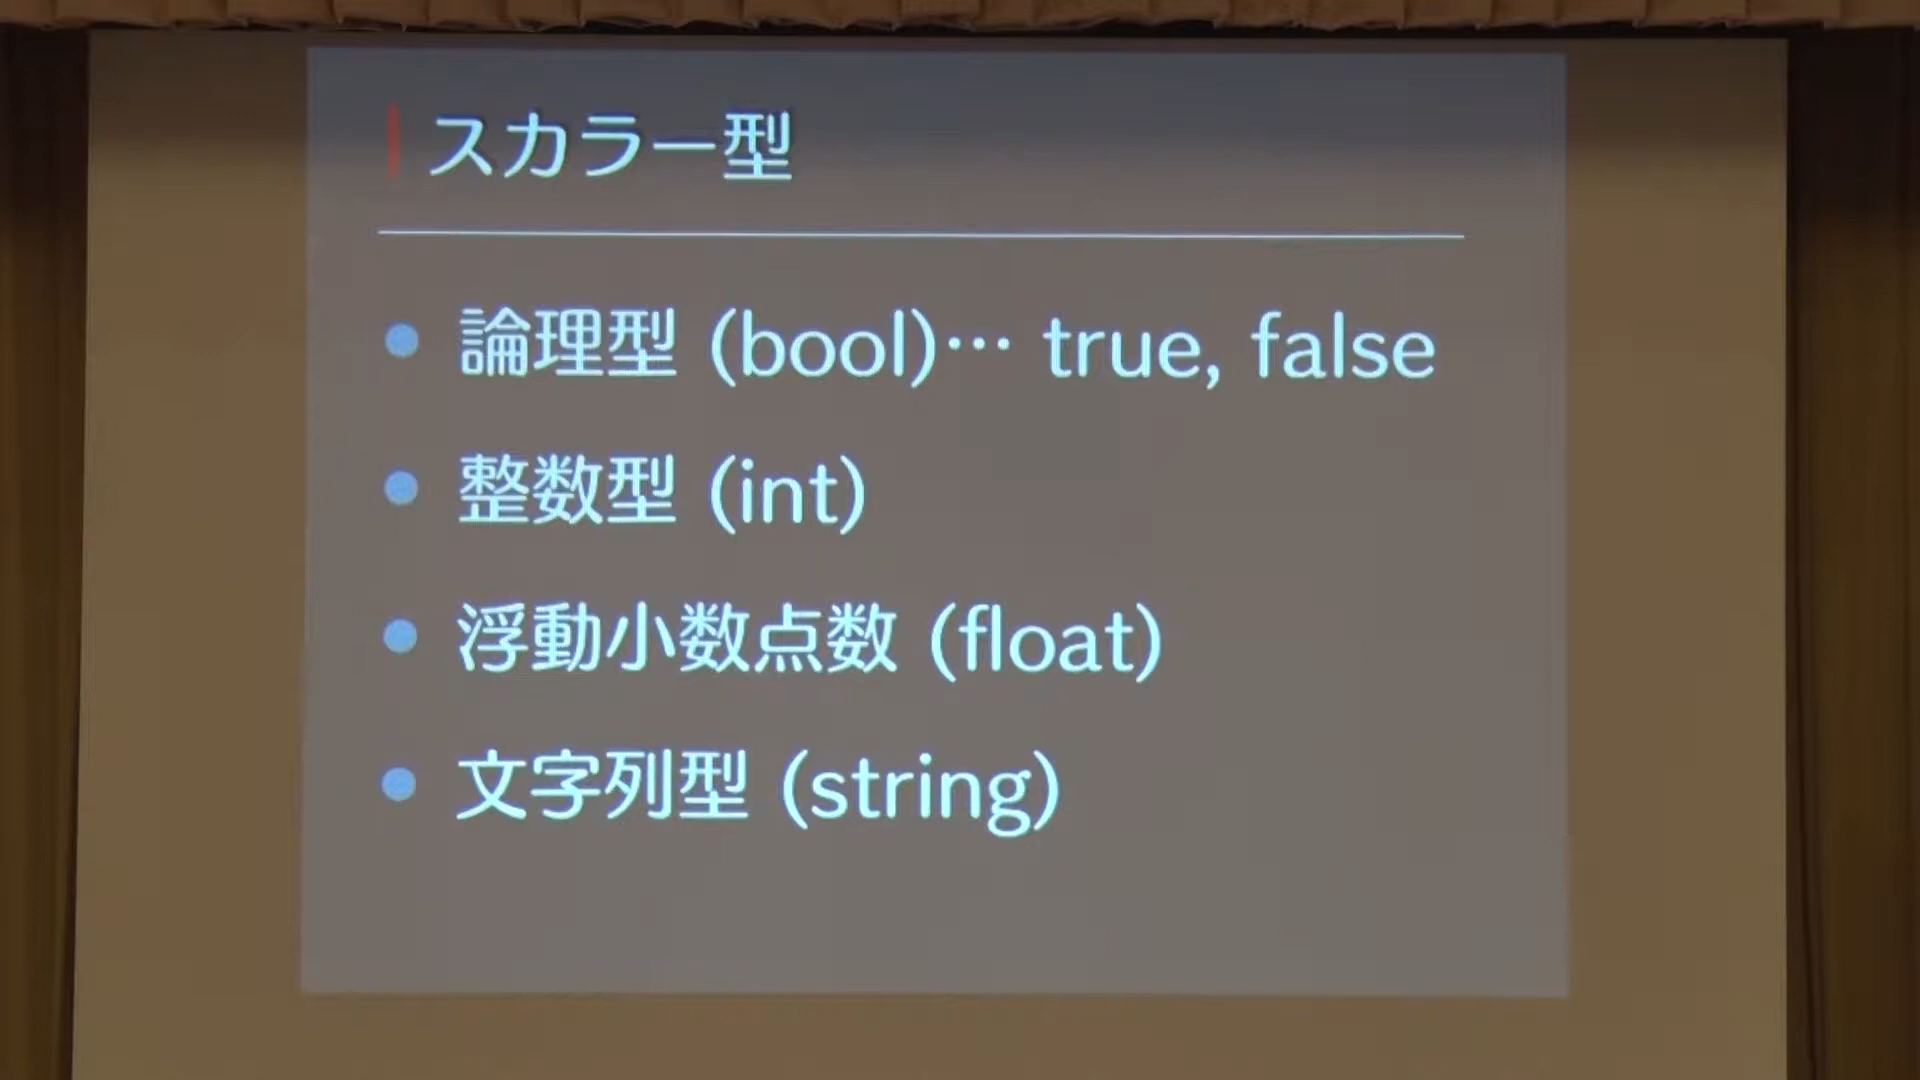 スカラー型
論理型 (bool)… true, false
整数型 (int)
浮動小数点数 (float)
文字列型 (string)